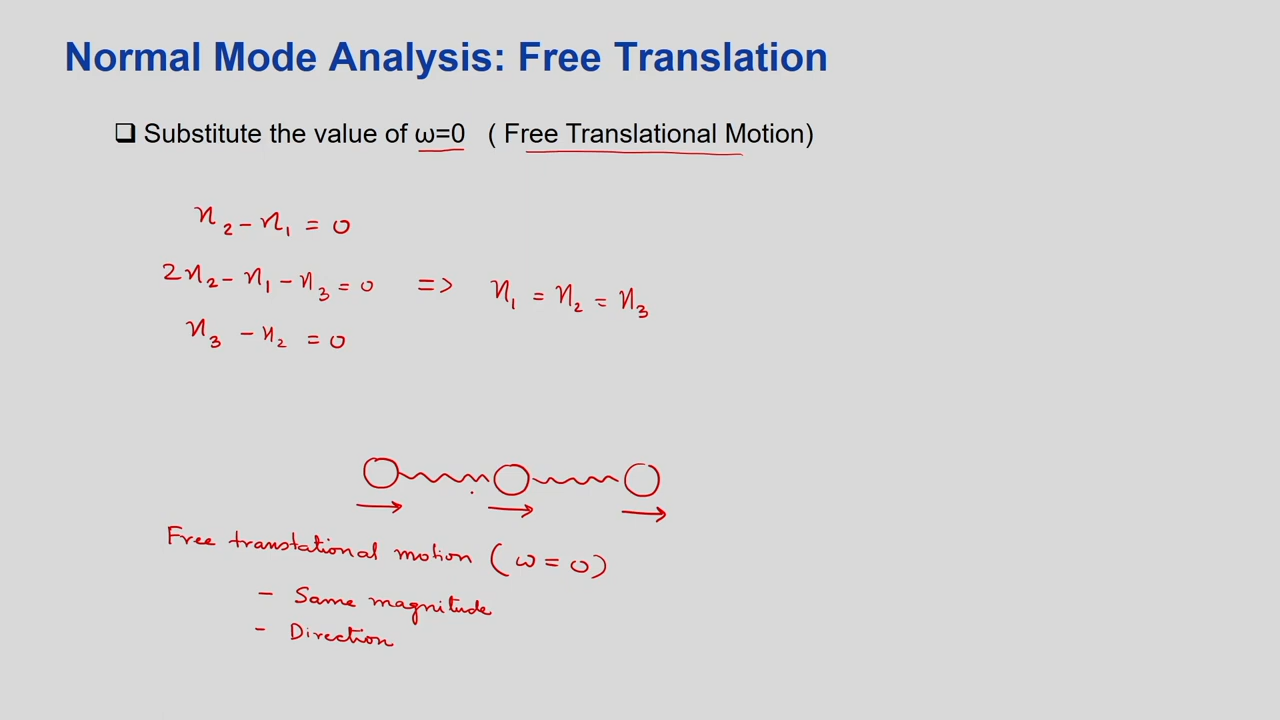 Normal Mode Analysis: Free Translation
❑ Substitute the value of ω=0 ( Free Translational Motion)
x₂ - x₁ = 0
2x₂ - x₁ - x₃ = 0 => x₁ = x₂ = x₃
x₃ - x₂ = 0
Free translational motion (ω = 0)
- Same magnitude
- Direction